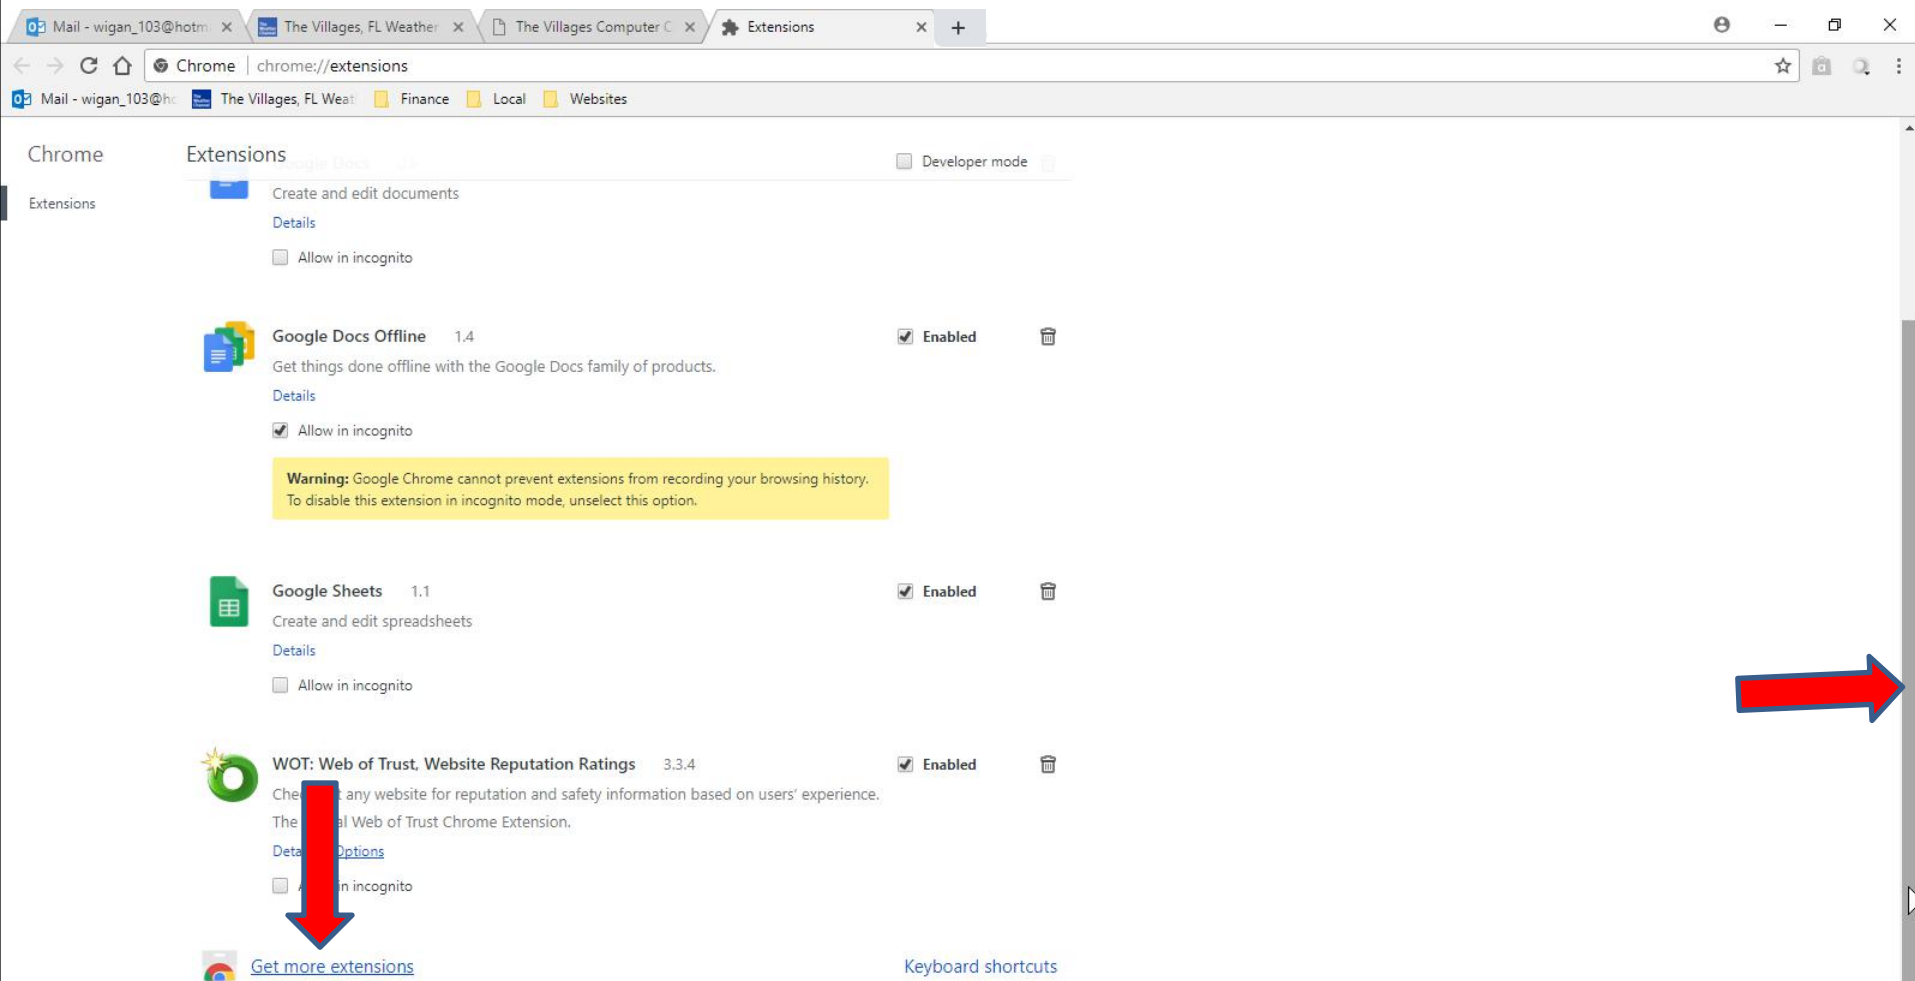 Mail - wigan_103@hotm
The Villages, FL Weather
The Villages Computer C
Extensions
Chrome
chrome://extensions
Mail - wigan_103@h
The Villages, FL Weat
Finance
Local
Websites
Chrome
Extensions
Extensions
Developer mode
Create and edit documents
Details
Allow in incognito
Google Docs Offline 1.4
Enabled
Get things done offline with the Google Docs family of products.
Details
Allow in incognito
Warning: Google Chrome cannot prevent extensions from recording your browsing history.
To disable this extension in incognito mode, unselect this option.
Google Sheets 1.1
Enabled
Create and edit spreadsheets
Details
Allow in incognito
WOT: Web of Trust, Website Reputation Ratings 3.3.4
Enabled
any website for reputation and safety information based on users' experience.
The Web of Trust Chrome Extension.
Options
in incognito
Get more extensions
Keyboard shortcuts